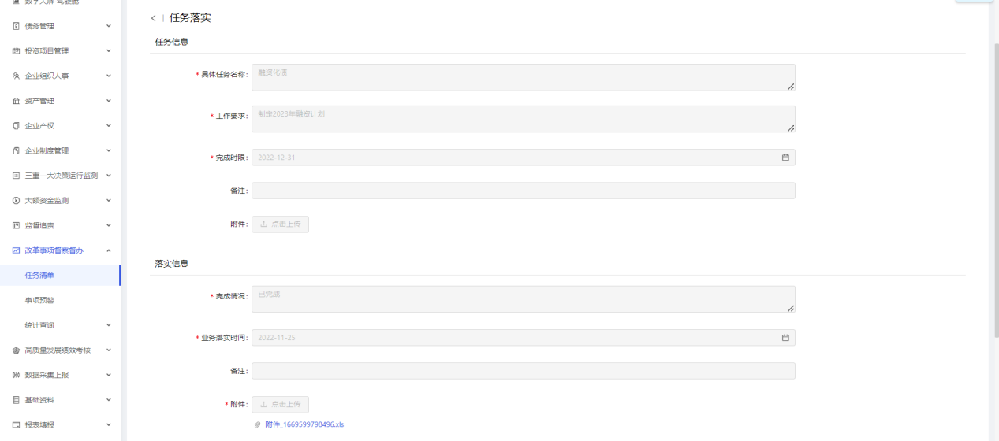 数字大屏-驾驶舱
债务管理
投资项目管理
企业组织人事
资产管理
企业产权
企业制度管理
三重一大决策运行监测
大额资金监测
监督追责
改革事项督察督办
任务清单
事项预警
统计查询
高质量发展绩效考核
数据采集上报
基础资料
报表填报
< | 任务落实
任务信息
* 具体任务名称: 融资化债
* 工作要求: 制定2023年融资计划
* 完成时限: 2022-12-31
备注:
附件: 点击上传
落实信息
* 完成情况: 已完成
* 业务落实时间: 2022-11-25
备注:
* 附件: 点击上传
附件_1669599798496.xls